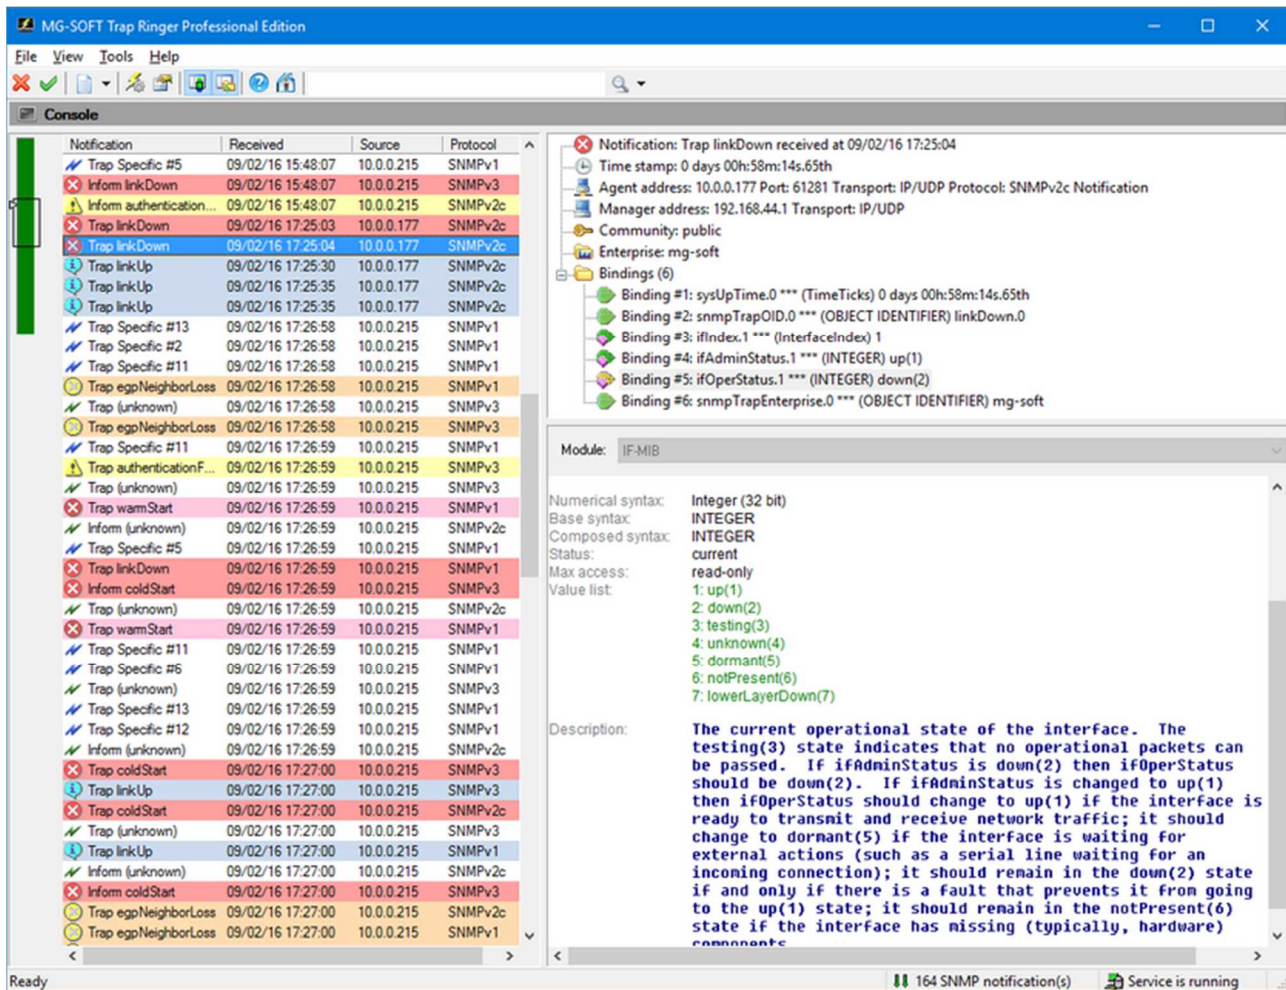 MG-SOFT Trap Ringer Professional Edition
File View Tools Help
Console
Notification Received Source Protocol
Trap Specific #5 09/02/16 15:48:07 10.0.0.215 SNMPv1
Inform linkDown 09/02/16 15:48:07 10.0.0.215 SNMPv3
Inform authentication... 09/02/16 15:48:07 10.0.0.215 SNMPv2c
Trap linkDown 09/02/16 17:25:03 10.0.0.177 SNMPv2c
Trap linkDown 09/02/16 17:25:04 10.0.0.177 SNMPv2c
Trap linkUp 09/02/16 17:25:30 10.0.0.177 SNMPv2c
Trap linkUp 09/02/16 17:25:35 10.0.0.177 SNMPv2c
Trap linkUp 09/02/16 17:25:35 10.0.0.177 SNMPv2c
Trap Specific #13 09/02/16 17:26:58 10.0.0.215 SNMPv1
Trap Specific #2 09/02/16 17:26:58 10.0.0.215 SNMPv1
Trap Specific #11 09/02/16 17:26:58 10.0.0.215 SNMPv1
Trap egpNeighborLoss 09/02/16 17:26:58 10.0.0.215 SNMPv1
Trap (unknown) 09/02/16 17:26:58 10.0.0.215 SNMPv3
Trap egpNeighborLoss 09/02/16 17:26:58 10.0.0.215 SNMPv3
Trap Specific #11 09/02/16 17:26:59 10.0.0.215 SNMPv1
Trap authenticationF... 09/02/16 17:26:59 10.0.0.215 SNMPv3
Trap (unknown) 09/02/16 17:26:59 10.0.0.215 SNMPv3
Trap warmStart 09/02/16 17:26:59 10.0.0.215 SNMPv1
Inform (unknown) 09/02/16 17:26:59 10.0.0.215 SNMPv2c
Trap Specific #5 09/02/16 17:26:59 10.0.0.215 SNMPv1
Trap linkDown 09/02/16 17:26:59 10.0.0.215 SNMPv1
Inform coldStart 09/02/16 17:26:59 10.0.0.215 SNMPv3
Trap (unknown) 09/02/16 17:26:59 10.0.0.215 SNMPv2c
Trap warmStart 09/02/16 17:26:59 10.0.0.215 SNMPv1
Trap Specific #11 09/02/16 17:26:59 10.0.0.215 SNMPv1
Trap Specific #6 09/02/16 17:26:59 10.0.0.215 SNMPv1
Trap (unknown) 09/02/16 17:26:59 10.0.0.215 SNMPv3
Trap Specific #13 09/02/16 17:26:59 10.0.0.215 SNMPv1
Trap Specific #12 09/02/16 17:26:59 10.0.0.215 SNMPv1
Inform (unknown) 09/02/16 17:26:59 10.0.0.215 SNMPv2c
Trap coldStart 09/02/16 17:27:00 10.0.0.215 SNMPv3
Trap linkUp 09/02/16 17:27:00 10.0.0.215 SNMPv3
Trap coldStart 09/02/16 17:27:00 10.0.0.215 SNMPv2c
Trap (unknown) 09/02/16 17:27:00 10.0.0.215 SNMPv3
Trap linkUp 09/02/16 17:27:00 10.0.0.215 SNMPv1
Inform (unknown) 09/02/16 17:27:00 10.0.0.215 SNMPv2c
Inform coldStart 09/02/16 17:27:00 10.0.0.215 SNMPv3
Trap egpNeighborLoss 09/02/16 17:27:00 10.0.0.215 SNMPv2c
Trap egpNeighborLoss 09/02/16 17:27:00 10.0.0.215 SNMPv1
Notification: Trap linkDown received at 09/02/16 17:25:04
Time stamp: 0 days 00h:58m:14s.65th
Agent address: 10.0.0.177 Port: 61281 Transport: IP/UDP Protocol: SNMPv2c Notification
Manager address: 192.168.44.1 Transport: IP/UDP
Community: public
Enterprise: mg-soft
Bindings (6)
Binding #1: sysUpTime.0 *** (TimeTicks) 0 days 00h:58m:14s.65th
Binding #2: snmpTrapOID.0 *** (OBJECT IDENTIFIER) linkDown.0
Binding #3: ifIndex.1 *** (InterfaceIndex) 1
Binding #4: ifAdminStatus.1 *** (INTEGER) up(1)
Binding #5: ifOperStatus.1 *** (INTEGER) down(2)
Binding #6: snmpTrapEnterprise.0 *** (OBJECT IDENTIFIER) mg-soft
Module: IF-MIB
Numerical syntax: Integer (32 bit)
Base syntax: INTEGER
Composed syntax: INTEGER
Status: current
Max access: read-only
Value list: 1: up(1)
2: down(2)
3: testing(3)
4: unknown(4)
5: dormant(5)
6: notPresent(6)
7: lowerLayerDown(7)
Description: The current operational state of the interface. The
testing(3) state indicates that no operational packets can
be passed. If ifAdminStatus is down(2) then ifOperStatus
should be down(2). If ifAdminStatus is changed to up(1)
then ifOperStatus should change to up(1) if the interface is
ready to transmit and receive network traffic; it should
change to dormant(5) if the interface is waiting for
external actions (such as a serial line waiting for an
incoming connection); it should remain in the down(2) state
if and only if there is a fault that prevents it from going
to the up(1) state; it should remain in the notPresent(6)
state if the interface has missing (typically, hardware)
components
Ready 164 SNMP notification(s) Service is running